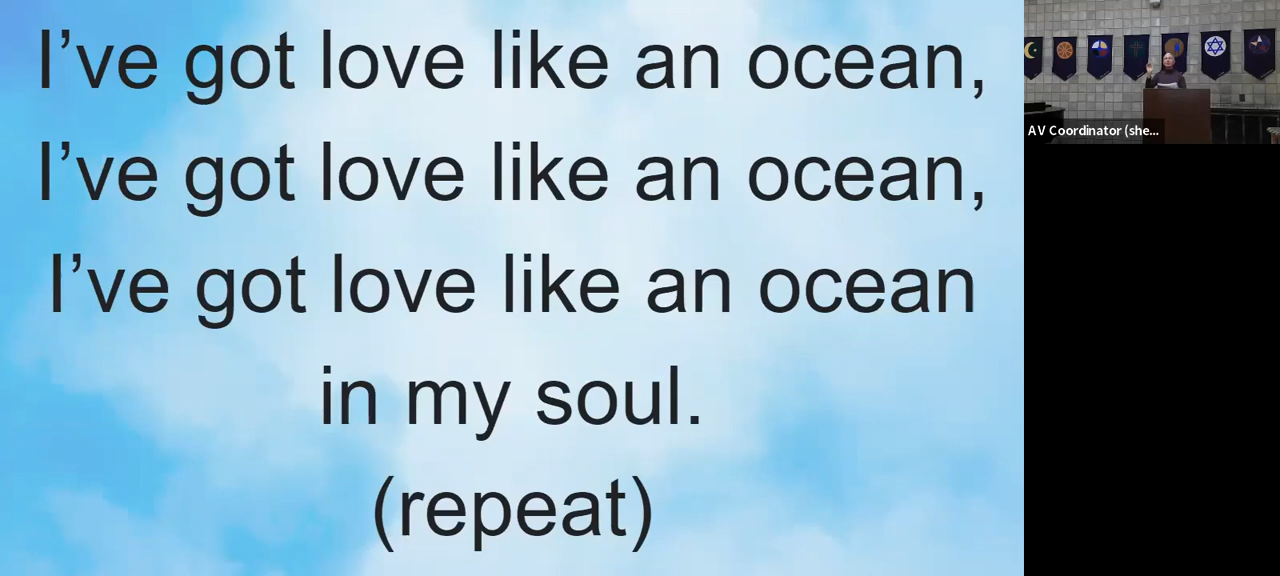 I’ve got love like an ocean,
I’ve got love like an ocean,
I’ve got love like an ocean
in my soul.
(repeat)
AV Coordinator (she...